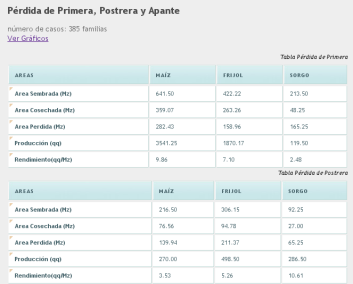 Pérdida de Primera, Postrera y Apante
número de casos: 385 familias
Ver Gráficos
Tabla Pérdida de Primera
AREAS MAÍZ FRIJOL SORGO
Area Sembrada (Mz) 641.50 422.22 213.50
Area Cosechada (Mz) 359.07 263.26 48.25
Area Perdida (Mz) 282.43 158.96 165.25
Producción (qq) 3541.25 1870.17 119.50
Rendimiento(qq/Mz) 9.86 7.10 2.48
Tabla Pérdida de Postrera
AREAS MAÍZ FRIJOL SORGO
Area Sembrada (Mz) 216.50 306.15 92.25
Area Cosechada (Mz) 76.56 94.78 27.00
Area Perdida (Mz) 139.94 211.37 65.25
Producción (qq) 270.00 498.50 286.50
Rendimiento(qq/Mz) 3.53 5.26 10.61